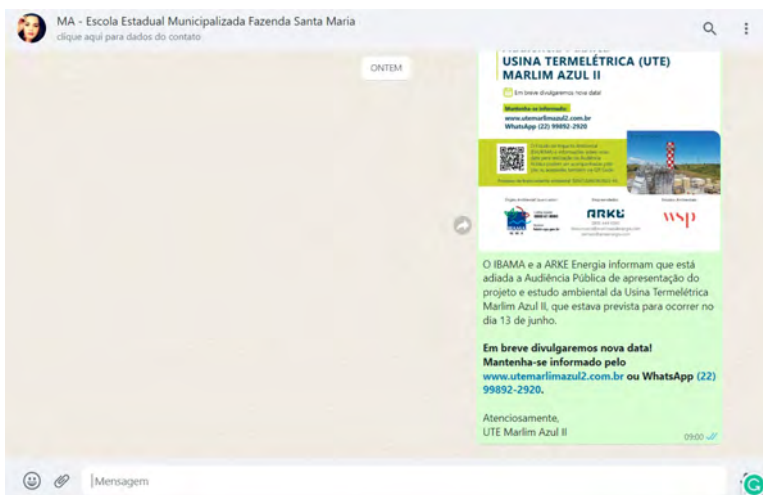 MA - Escola Estadual Municipalizada Fazenda Santa Maria
clique aqui para dados do contato
ONTEM
USINA TERMELÉTRICA (UTE)
MARLIM AZUL II
Em breve divulgaremos nova data!
Mantenha-se informado:
www.utemarlimazul2.com.br
WhatsApp (22) 99892-2920
IBAMA
ARKE
wsp
O IBAMA e a ARKE Energia informam que está
adiada a Audiência Pública de apresentação do
projeto e estudo ambiental da Usina Termelétrica
Marlim Azul II, que estava prevista para ocorrer no
dia 13 de junho.
Em breve divulgaremos nova data!
Mantenha-se informado pelo
www.utemarlimazul2.com.br ou WhatsApp (22)
99892-2920.
Atenciosamente,
UTE Marlim Azul II
09:00
Mensagem